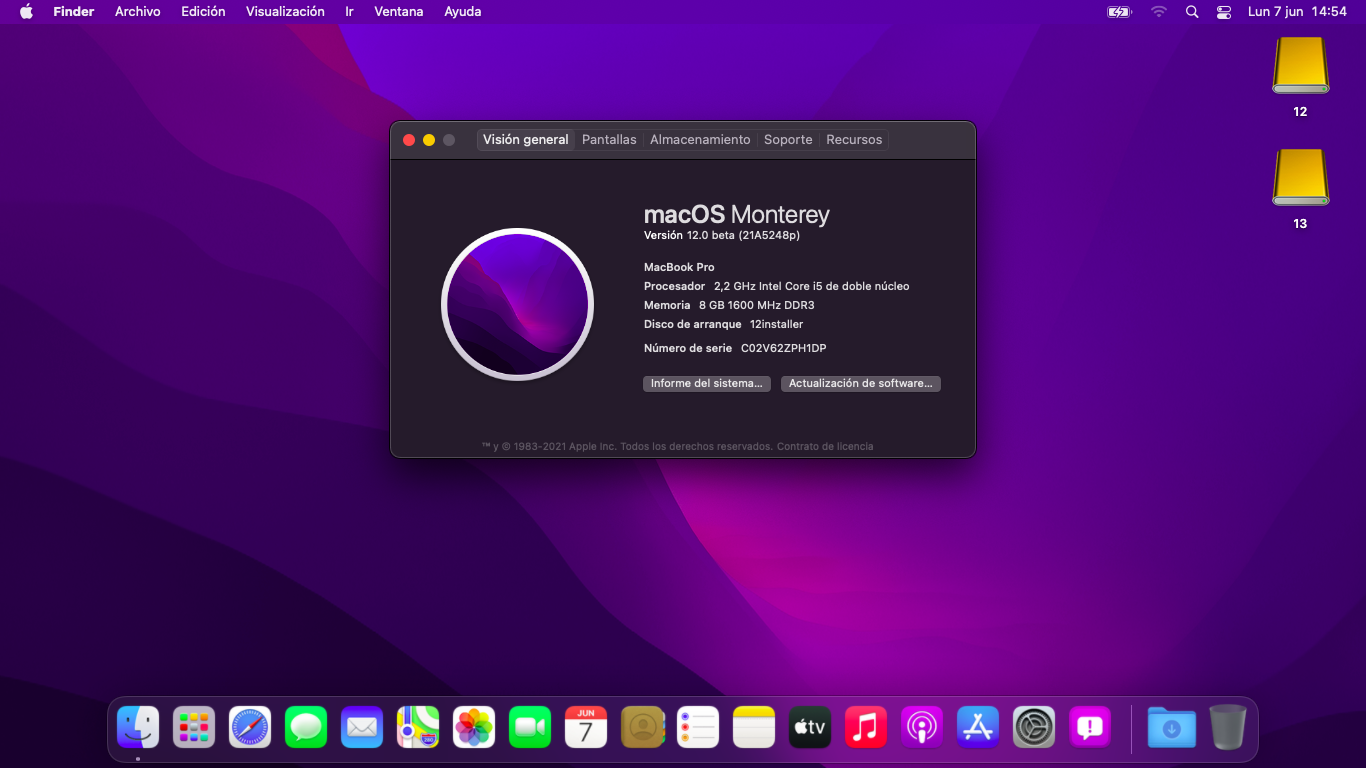 Finder Archivo Edición Visualización Ir Ventana Ayuda Lun 7 jun 14:54
12
13
Visión general Pantallas Almacenamiento Soporte Recursos
macOS Monterey
Versión 12.0 beta (21A5248p)
MacBook Pro
Procesador 2,2 GHz Intel Core i5 de doble núcleo
Memoria 8 GB 1600 MHz DDR3
Disco de arranque 12installer
Número de serie C02V62ZPH1DP
Informe del sistema... Actualización de software...
™ y © 1983-2021 Apple Inc. Todos los derechos reservados. Contrato de licencia
JUN
7
tv